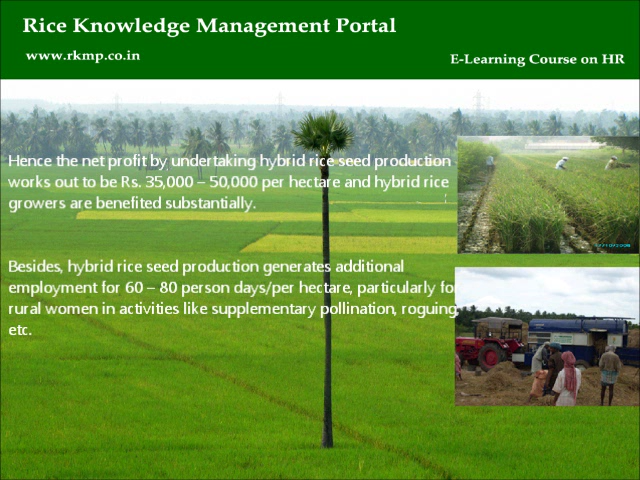 Rice Knowledge Management Portal
www.rkmp.co.in
E-Learning Course on HR
Hence the net profit by undertaking hybrid rice seed production
works out to be Rs. 35,000 – 50,000 per hectare and hybrid rice
growers are benefited substantially.
Besides, hybrid rice seed production generates additional
employment for 60 – 80 person days/per hectare, particularly for
rural women in activities like supplementary pollination, roguing,
etc.